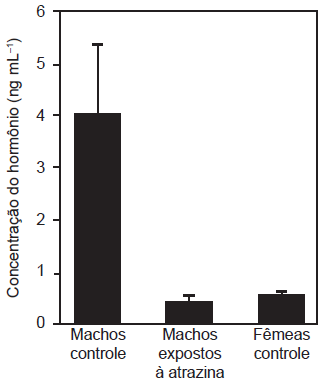 Concentração do hormônio (ng mL⁻¹)
6
5
4
3
2
1
0
Machos
controle
Machos
expostos
à atrazina
Fêmeas
controle